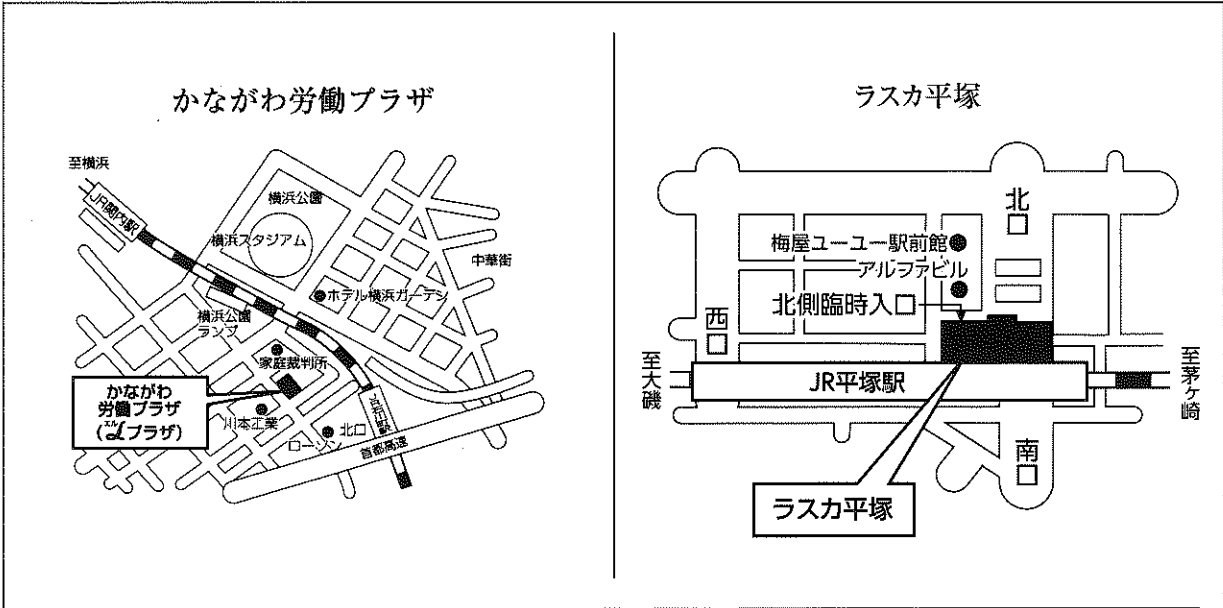 かながわ労働プラザ
至横浜
JR関内駅
横浜公園
横浜スタジアム
中華街
ホテル横浜ガーデン
横浜公園
ランプ
家庭裁判所
かながわ
労働プラザ
(Lプラザ)
川本工業
北口
ローソン
JR石川町駅
首都高速
ラスカ平塚
北口
梅屋ユーユー駅前館
アルファビル
北側臨時入口
西口
至大磯
JR平塚駅
至茅ヶ崎
南口
ラスカ平塚